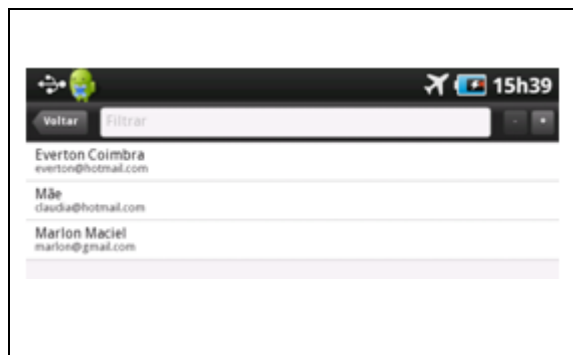 15h39
Voltar
Filtrar
Everton Coimbra
everton@hotmail.com
Mãe
claudia@hotmail.com
Marlon Maciel
marlon@gmail.com